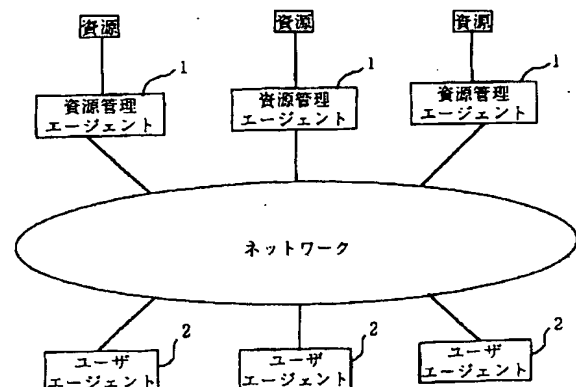 資源
資源
資源
1
1
1
資源管理
エージェント
資源管理
エージェント
資源管理
エージェント
ネットワーク
2
2
2
ユーザ
エージェント
ユーザ
エージェント
ユーザ
エージェント